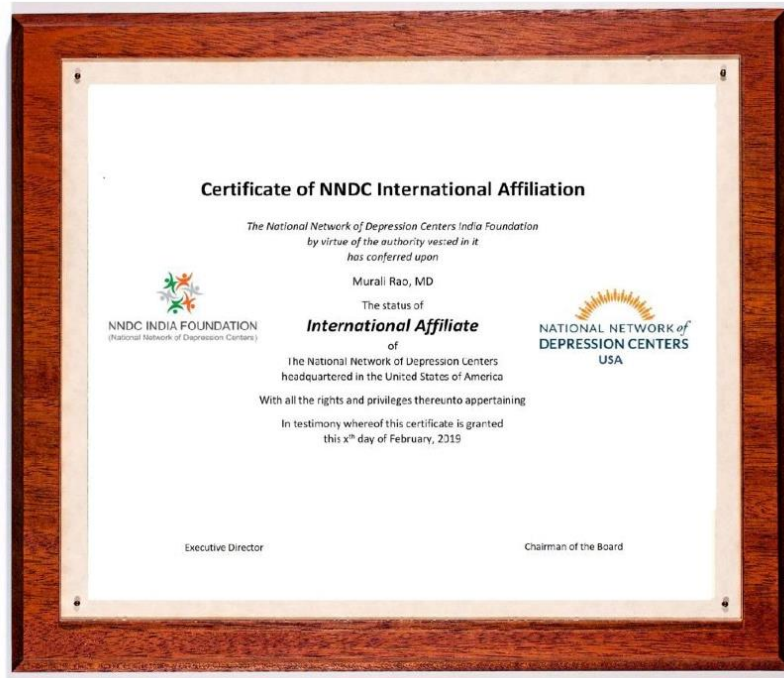 Certificate of NNDC International Affiliation
The National Network of Depression Centers India Foundation
by virtue of the authority vested in it
has conferred upon
Murali Rao, MD
The status of
International Affiliate
of
The National Network of Depression Centers
headquartered in the United States of America
With all the rights and privileges thereunto appertaining
In testimony whereof this certificate is granted
this xth day of February, 2019
NNDC INDIA FOUNDATION
(National Network of Depression Centers)
NATIONAL NETWORK of
DEPRESSION CENTERS
USA
Executive Director
Chairman of the Board